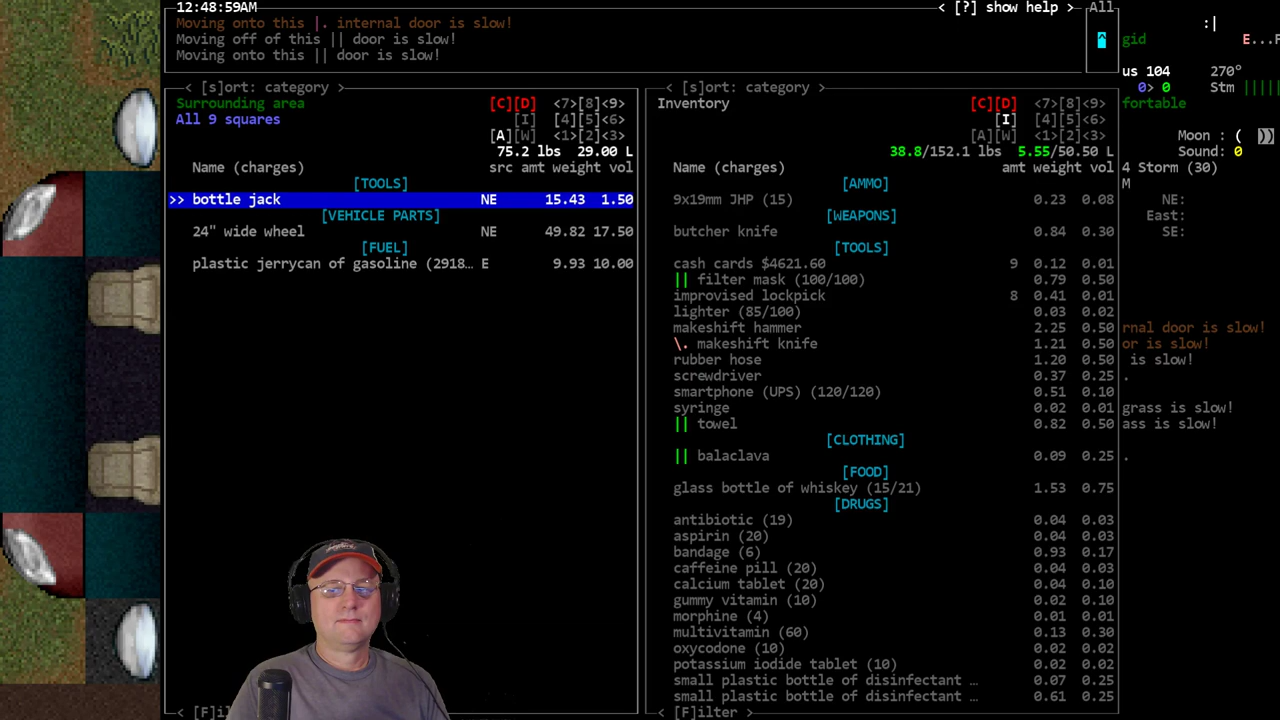 12:48:59AM
< [?] show help >
All
:|
Moving onto this |. internal door is slow!
Moving off of this || door is slow!
^
gid
E...F
Moving onto this || door is slow!
us 104
270°
0> 0
Stm |||||
< [s]ort: category >
< [s]ort: category >
Surrounding area
[C][D] <7>[8]<9>
Inventory
[C][D] <7>[8]<9>
fortable
All 9 squares
[I] [4][5]<6>
[I] [4][5]<6>
[A][W] <1>[2]<3>
[A][W] <1>[2]<3>
Moon : ( ))
75.2 lbs 29.00 L
38.8/152.1 lbs 5.55/50.50 L
Sound: 0
Name (charges) src amt weight vol
Name (charges) amt weight vol
4 Storm (30)
[TOOLS]
[AMMO]
M
>> bottle jack NE 15.43 1.50
9x19mm JHP (15) 0.23 0.08
NE:
[VEHICLE PARTS]
[WEAPONS]
East:
24" wide wheel NE 49.82 17.50
butcher knife 0.84 0.30
SE:
[FUEL]
[TOOLS]
plastic jerrycan of gasoline (2918… E 9.93 10.00
cash cards $4621.60 9 0.12 0.01
|| filter mask (100/100) 0.79 0.50
improvised lockpick 8 0.41 0.01
lighter (85/100) 0.03 0.02
makeshift hammer 2.25 0.50
rnal door is slow!
\. makeshift knife 1.21 0.50
or is slow!
rubber hose 1.20 0.50
is slow!
screwdriver 0.37 0.25
.
smartphone (UPS) (120/120) 0.51 0.10
syringe 0.02 0.01
grass is slow!
|| towel 0.82 0.50
ass is slow!
[CLOTHING]
|| balaclava 0.09 0.25
.
[FOOD]
glass bottle of whiskey (15/21) 1.53 0.75
[DRUGS]
antibiotic (19) 0.04 0.03
aspirin (20) 0.04 0.03
bandage (6) 0.93 0.17
caffeine pill (20) 0.04 0.03
calcium tablet (20) 0.04 0.10
gummy vitamin (10) 0.02 0.10
morphine (4) 0.01 0.01
multivitamin (60) 0.13 0.30
oxycodone (10) 0.02 0.02
potassium iodide tablet (10) 0.02 0.02
small plastic bottle of disinfectant … 0.07 0.25
small plastic bottle of disinfectant … 0.61 0.25
< [F]il
< [F]ilter >